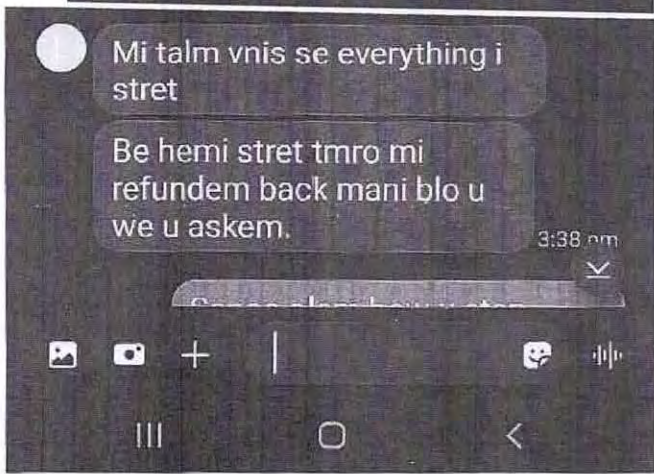 Mi talm vnis se everything i
stret
Be hemi stret tmro mi
refundem back mani blo u
we u askem.
3:38 pm